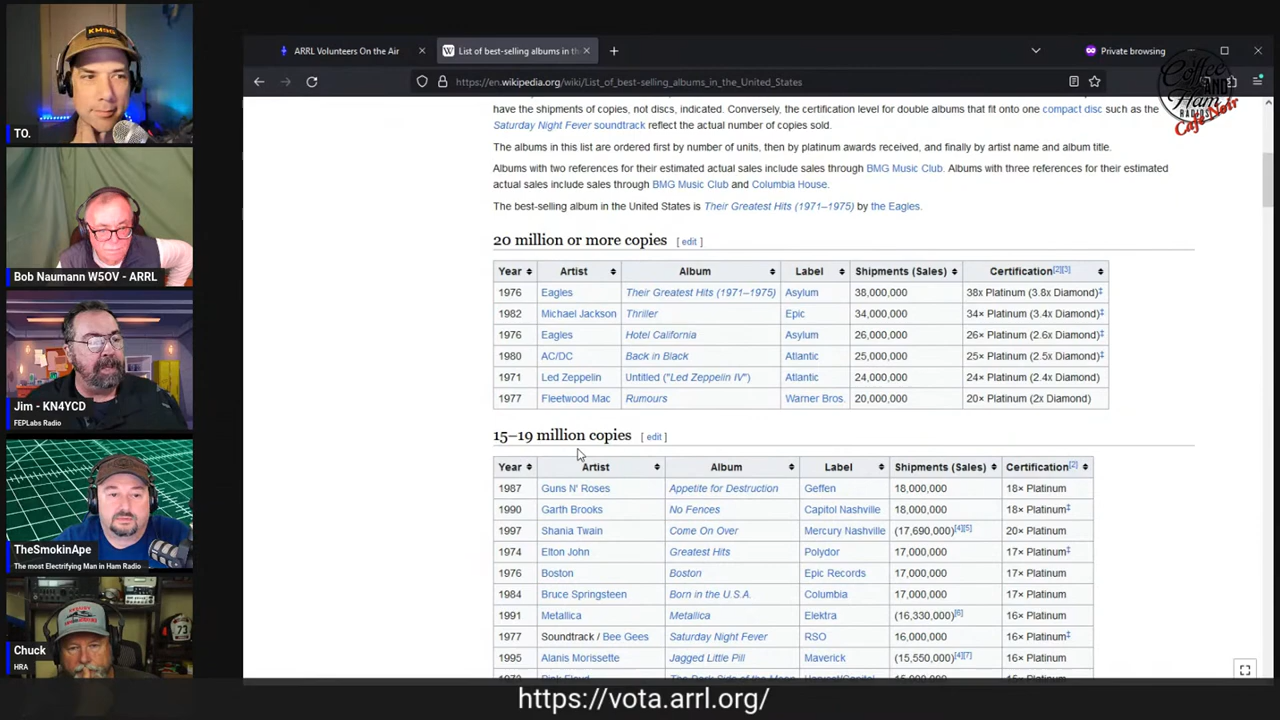 KM9G
TO.
Bob Naumann W5OV - ARRL
Jim - KN4YCD
FEPLabs Radio
TheSmokinApe
The most Electrifying Man in Ham Radio
Chuck
HRA
73
ARRL Volunteers On the Air
W List of best-selling albums in th
Private browsing
https://en.wikipedia.org/wiki/List_of_best-selling_albums_in_the_United_States
Coffee AND Ham RADIOS
Café Noir
have the shipments of copies, not discs, indicated. Conversely, the certification level for double albums that fit onto one compact disc such as the
Saturday Night Fever soundtrack reflect the actual number of copies sold.
The albums in this list are ordered first by number of units, then by platinum awards received, and finally by artist name and album title.
Albums with two references for their estimated actual sales include sales through BMG Music Club. Albums with three references for their estimated
actual sales include sales through BMG Music Club and Columbia House.
The best-selling album in the United States is Their Greatest Hits (1971–1975) by the Eagles.
20 million or more copies [ edit ]
Year Artist Album Label Shipments (Sales) Certification[2][3]
1976 Eagles Their Greatest Hits (1971–1975) Asylum 38,000,000 38x Platinum (3.8x Diamond)‡
1982 Michael Jackson Thriller Epic 34,000,000 34× Platinum (3.4x Diamond)‡
1976 Eagles Hotel California Asylum 26,000,000 26× Platinum (2.6x Diamond)‡
1980 AC/DC Back in Black Atlantic 25,000,000 25× Platinum (2.5x Diamond)‡
1971 Led Zeppelin Untitled ("Led Zeppelin IV") Atlantic 24,000,000 24× Platinum (2.4x Diamond)
1977 Fleetwood Mac Rumours Warner Bros. 20,000,000 20× Platinum (2x Diamond)
15–19 million copies [ edit ]
Year Artist Album Label Shipments (Sales) Certification[2]
1987 Guns N' Roses Appetite for Destruction Geffen 18,000,000 18× Platinum
1990 Garth Brooks No Fences Capitol Nashville 18,000,000 18× Platinum‡
1997 Shania Twain Come On Over Mercury Nashville (17,690,000)[4][5] 20× Platinum
1974 Elton John Greatest Hits Polydor 17,000,000 17× Platinum‡
1976 Boston Boston Epic Records 17,000,000 17× Platinum
1984 Bruce Springsteen Born in the U.S.A. Columbia 17,000,000 17× Platinum
1991 Metallica Metallica Elektra (16,330,000)[6] 16× Platinum
1977 Soundtrack / Bee Gees Saturday Night Fever RSO 16,000,000 16× Platinum‡
1995 Alanis Morissette Jagged Little Pill Maverick (15,550,000)[4][7] 16× Platinum
https://vota.arrl.org/